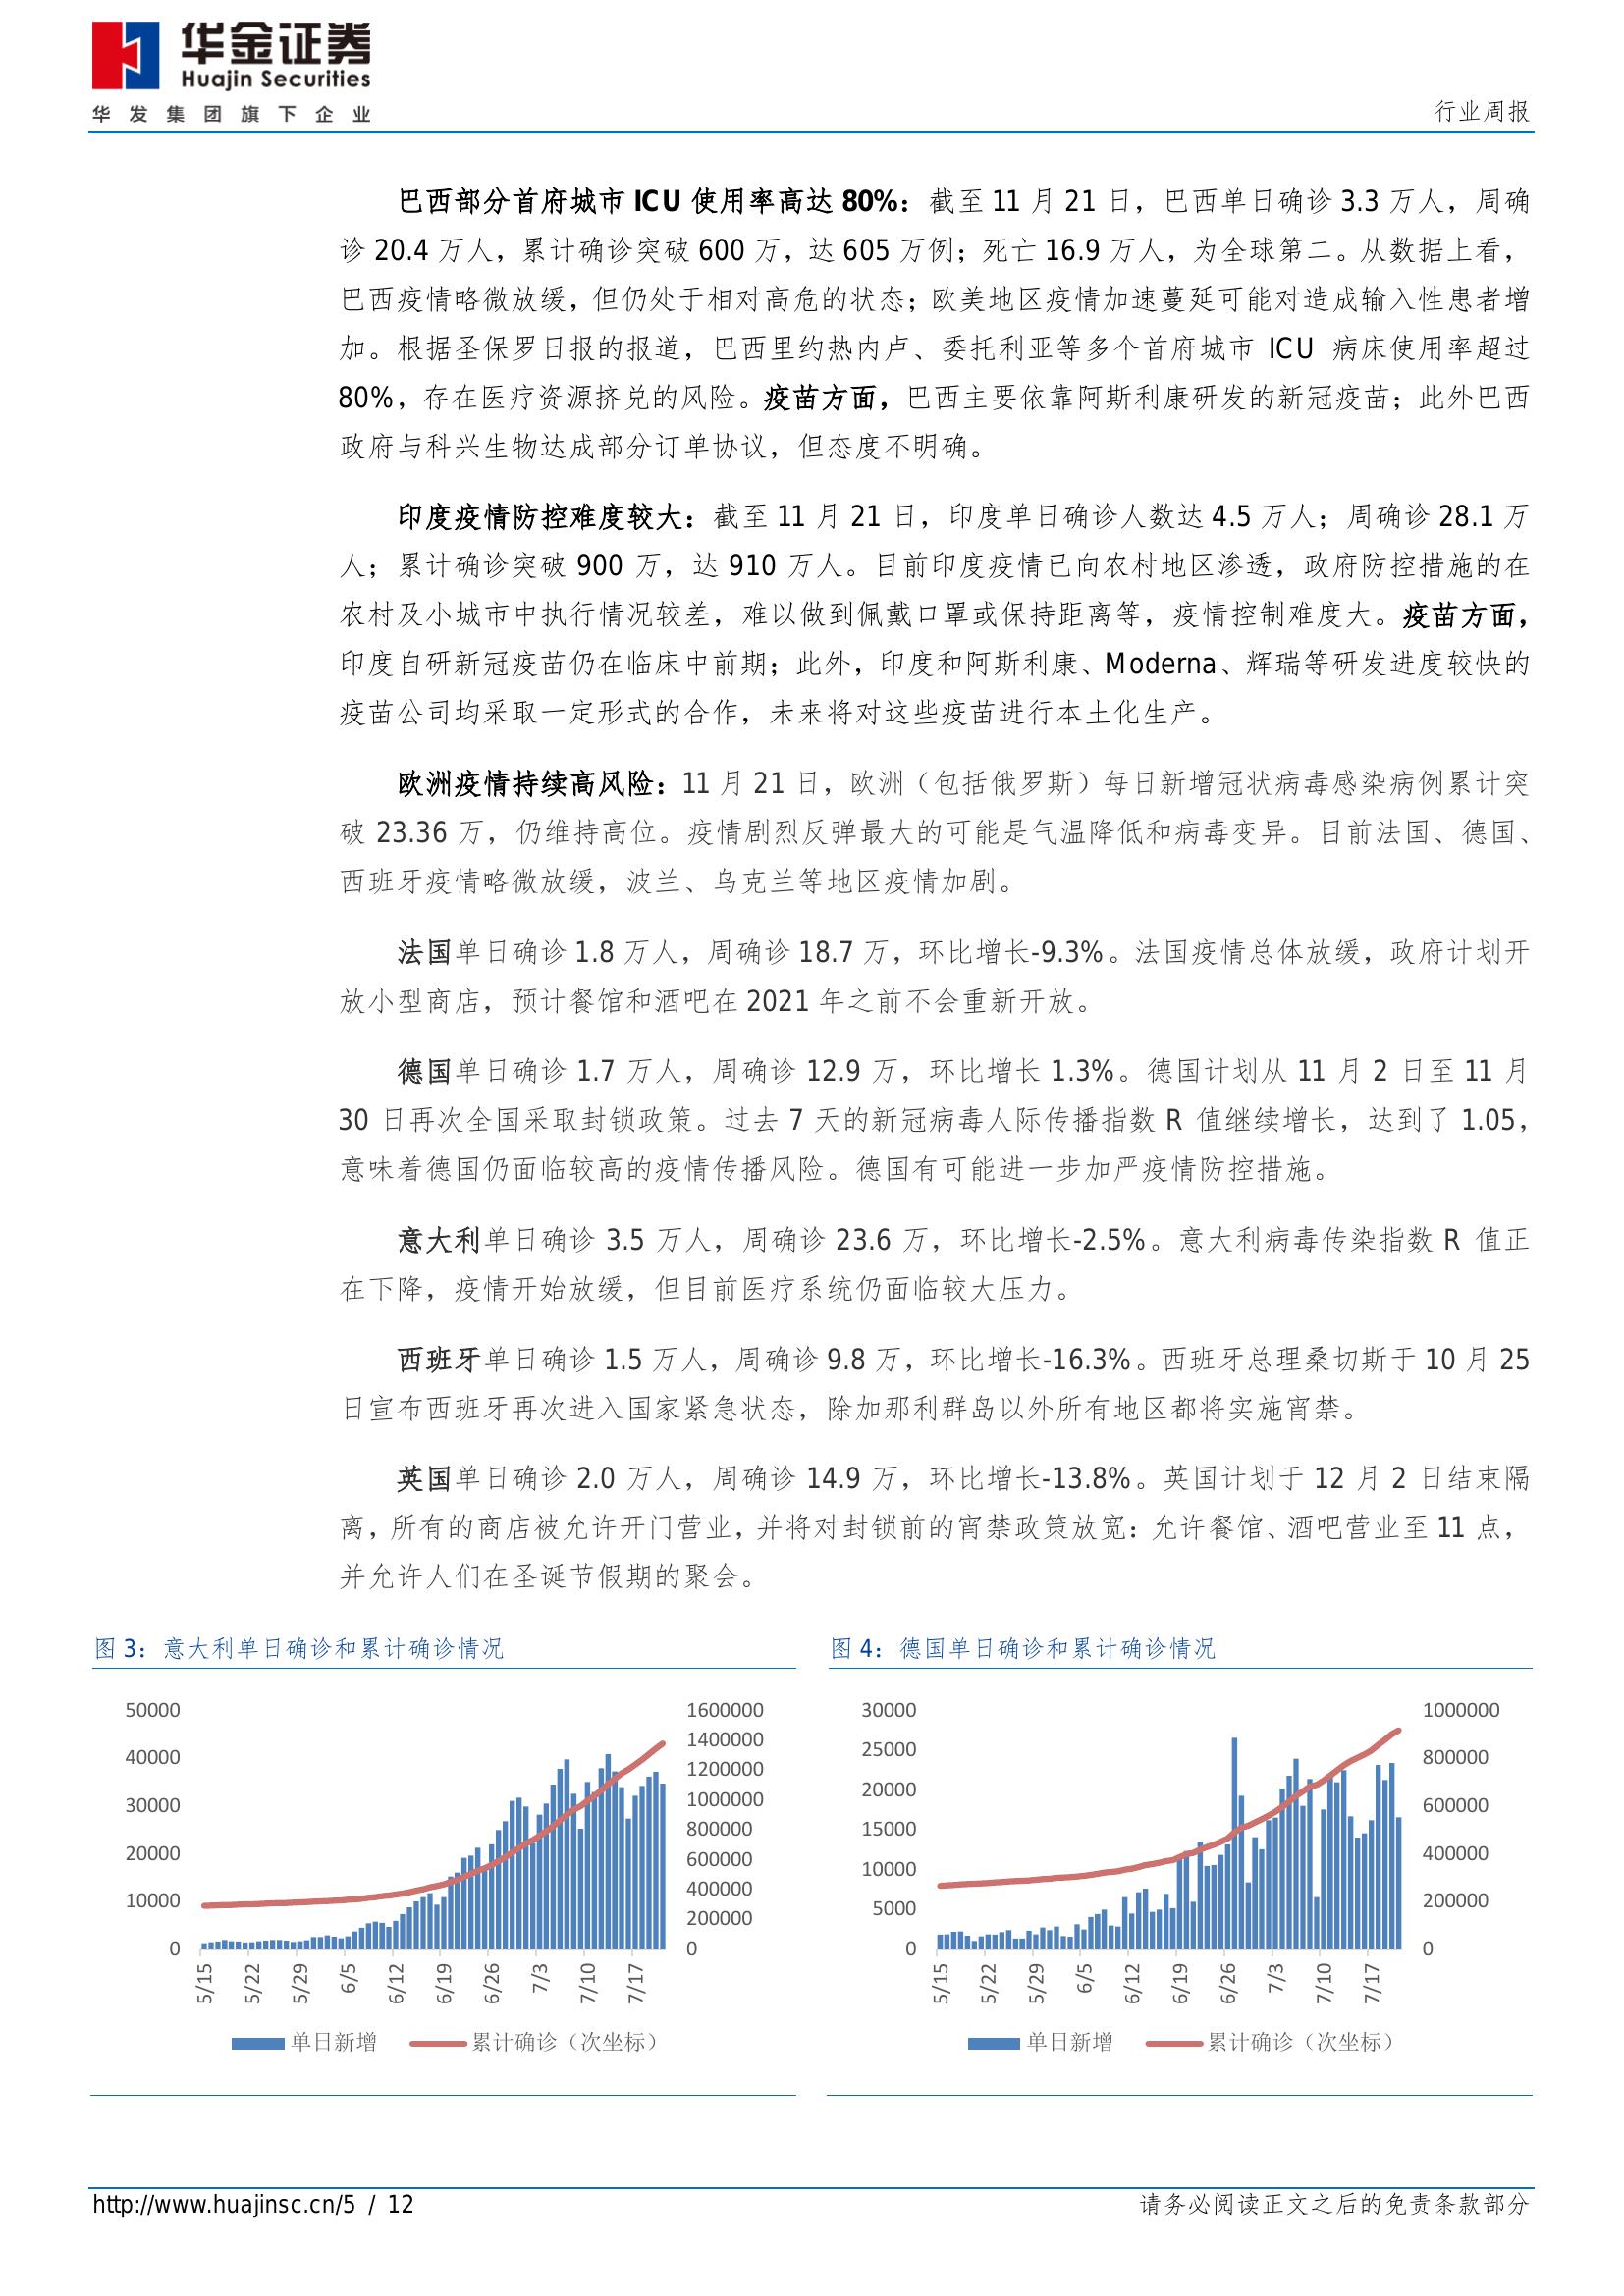 华金证券
Huajin Securities
华发集团旗下企业
行业周报
巴西部分首府城市 ICU 使用率高达 80%：截至 11 月 21 日，巴西单日确诊 3.3 万人，周确
诊 20.4 万人，累计确诊突破 600 万，达 605 万例；死亡 16.9 万人，为全球第二。从数据上看，
巴西疫情略微放缓，但仍处于相对高危的状态；欧美地区疫情加速蔓延可能对造成输入性患者增
加。根据圣保罗日报的报道，巴西里约热内卢、委托利亚等多个首府城市 ICU 病床使用率超过
80%，存在医疗资源挤兑的风险。疫苗方面，巴西主要依靠阿斯利康研发的新冠疫苗；此外巴西
政府与科兴生物达成部分订单协议，但态度不明确。
印度疫情防控难度较大：截至 11 月 21 日，印度单日确诊人数达 4.5 万人；周确诊 28.1 万
人；累计确诊突破 900 万，达 910 万人。目前印度疫情已向农村地区渗透，政府防控措施的在
农村及小城市中执行情况较差，难以做到佩戴口罩或保持距离等，疫情控制难度大。疫苗方面，
印度自研新冠疫苗仍在临床中前期；此外，印度和阿斯利康、Moderna、辉瑞等研发进度较快的
疫苗公司均采取一定形式的合作，未来将对这些疫苗进行本土化生产。
欧洲疫情持续高风险：11 月 21 日，欧洲（包括俄罗斯）每日新增冠状病毒感染病例累计突
破 23.36 万，仍维持高位。疫情剧烈反弹最大的可能是气温降低和病毒变异。目前法国、德国、
西班牙疫情略微放缓，波兰、乌克兰等地区疫情加剧。
法国单日确诊 1.8 万人，周确诊 18.7 万，环比增长-9.3%。法国疫情总体放缓，政府计划开
放小型商店，预计餐馆和酒吧在 2021 年之前不会重新开放。
德国单日确诊 1.7 万人，周确诊 12.9 万，环比增长 1.3%。德国计划从 11 月 2 日至 11 月
30 日再次全国采取封锁政策。过去 7 天的新冠病毒人际传播指数 R 值继续增长，达到了 1.05，
意味着德国仍面临较高的疫情传播风险。德国有可能进一步加严疫情防控措施。
意大利单日确诊 3.5 万人，周确诊 23.6 万，环比增长-2.5%。意大利病毒传染指数 R 值正
在下降，疫情开始放缓，但目前医疗系统仍面临较大压力。
西班牙单日确诊 1.5 万人，周确诊 9.8 万，环比增长-16.3%。西班牙总理桑切斯于 10 月 25
日宣布西班牙再次进入国家紧急状态，除加那利群岛以外所有地区都将实施宵禁。
英国单日确诊 2.0 万人，周确诊 14.9 万，环比增长-13.8%。英国计划于 12 月 2 日结束隔
离，所有的商店被允许开门营业，并将对封锁前的宵禁政策放宽：允许餐馆、酒吧营业至 11 点，
并允许人们在圣诞节假期的聚会。
图 3：意大利单日确诊和累计确诊情况
50000
40000
30000
20000
10000
0
1600000
1400000
1200000
1000000
800000
600000
400000
200000
0
5/15 5/22 5/29 6/5 6/12 6/19 6/26 7/3 7/10 7/17
单日新增 累计确诊（次坐标）
图 4：德国单日确诊和累计确诊情况
30000
25000
20000
15000
10000
5000
0
1000000
800000
600000
400000
200000
0
5/15 5/22 5/29 6/5 6/12 6/19 6/26 7/3 7/10 7/17
单日新增 累计确诊（次坐标）
http://www.huajinsc.cn/5 / 12
请务必阅读正文之后的免责条款部分